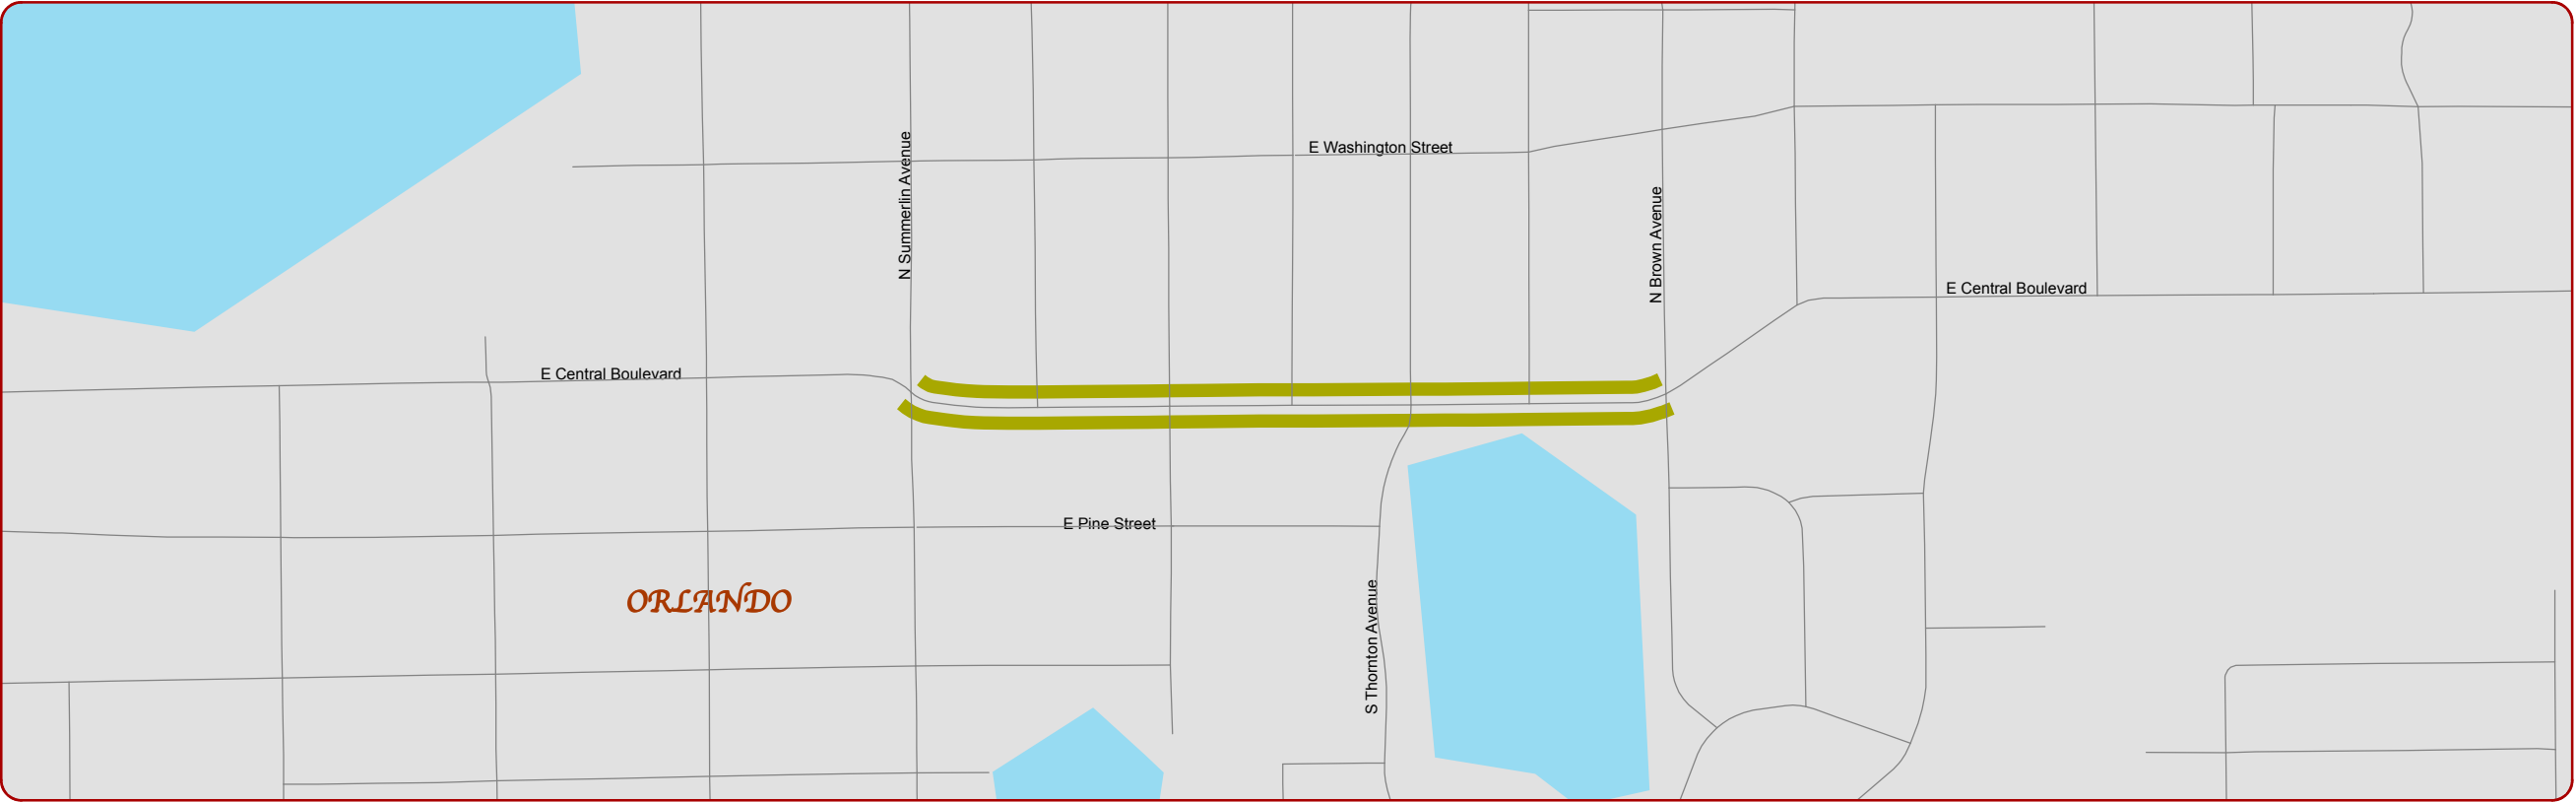 E Washington Street
N Summerlin Avenue
N Brown Avenue
E Central Boulevard
E Central Boulevard
E Pine Street
ORLANDO
S Thornton Avenue